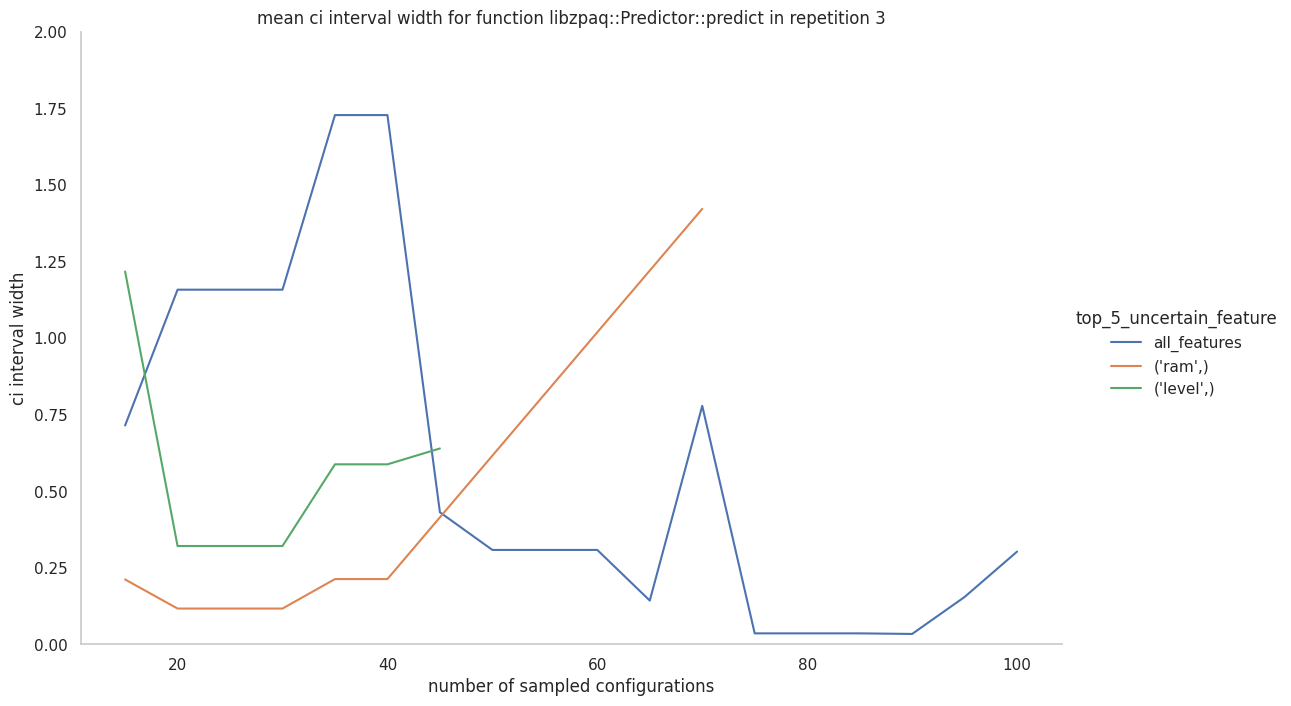 mean ci interval width for function libzpaq::Predictor::predict in repetition 3
2.00
1.75
1.50
1.25
1.00
0.75
0.50
0.25
0.00
ci interval width
20
40
60
80
100
number of sampled configurations
top_5_uncertain_feature
all_features
('ram',)
('level',)